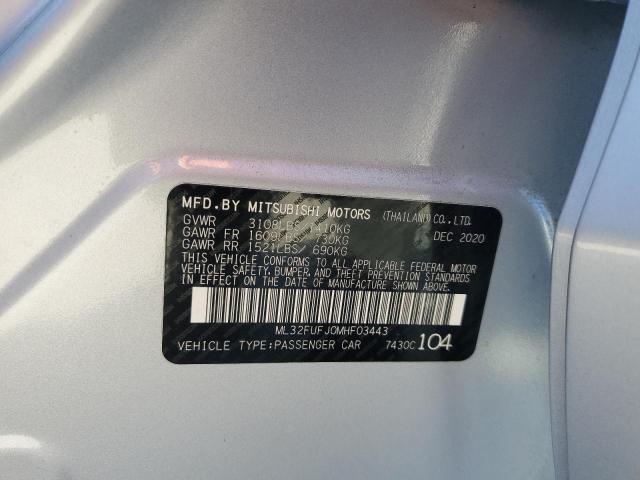 MFD.BY MITSUBISHI MOTORS (THAILAND)CO.,LTD.
GVWR 3108LBS/1410KG DEC 2020
GAWR FR 1609LBS/ 730KG
GAWR RR 1521LBS/ 690KG
THIS VEHICLE CONFORMS TO ALL APPLICABLE FEDERAL MOTOR
VEHICLE SAFETY,BUMPER,AND THEFT PREVENTION STANDARDS
IN EFFECT ON THE DATE OF MANUFACTURE SHOWN ABOVE.
ML32FUFJ0MHF03443
VEHICLE TYPE:PASSENGER CAR 7430C 104